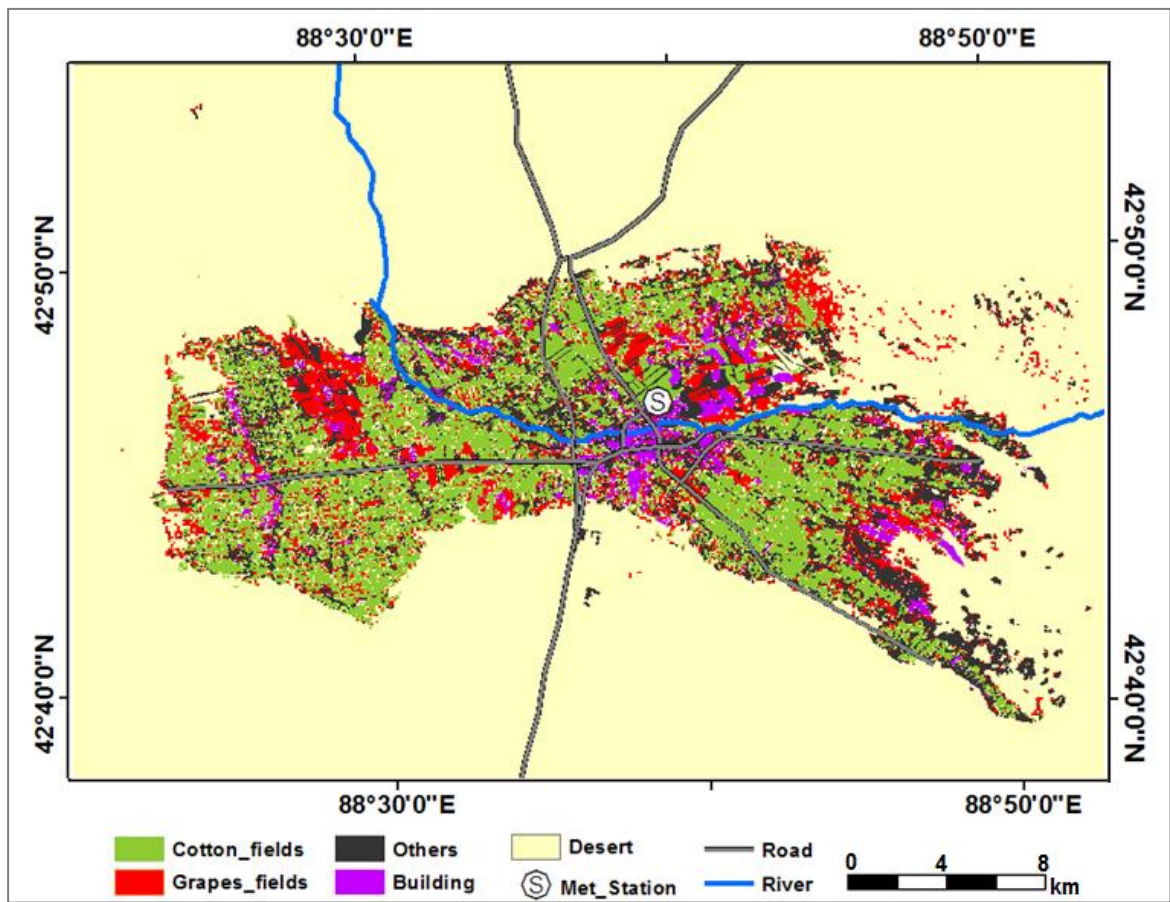 88°30'0"E 88°50'0"E
42°50'0"N
42°50'0"N
S
42°40'0"N
42°40'0"N
88°30'0"E 88°50'0"E
Cotton_fields Others Desert Road 0 4 8
Grapes_fields Building S Met_Station River km